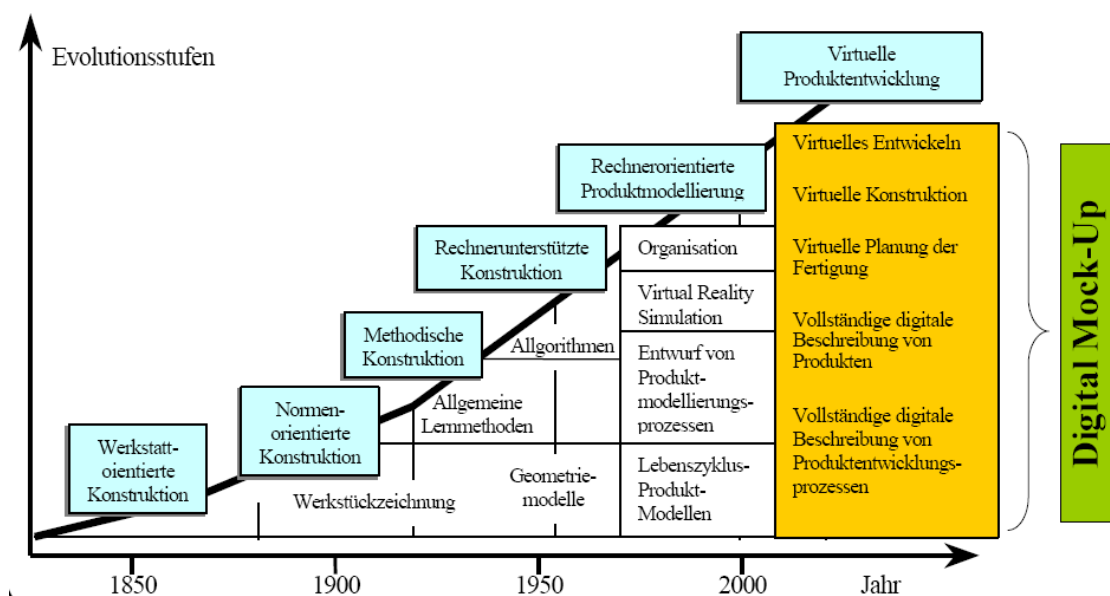 Evolutionsstufen
Virtuelle
Produktentwicklung
Rechnerorientierte
Produktmodellierung
Rechnerunterstützte
Konstruktion
Methodische
Konstruktion
Normen-
orientierte
Konstruktion
Werkstatt-
oientierte
Konstruktion
Allgorithmen
Allgemeine
Lernmethoden
Werkstückzeichnung
Geometrie-
modelle
Organisation
Virtual Reality
Simulation
Entwurf von
Produkt-
modellierungs-
prozessen
Lebenszyklus-
Produkt-
Modellen
Virtuelles Entwickeln
Virtuelle Konstruktion
Virtuelle Planung der
Fertigung
Vollständige digitale
Beschreibung von
Produkten
Vollständige digitale
Beschreibung von
Produktentwicklungs-
prozessen
Digital Mock-Up
1850
1900
1950
2000
Jahr